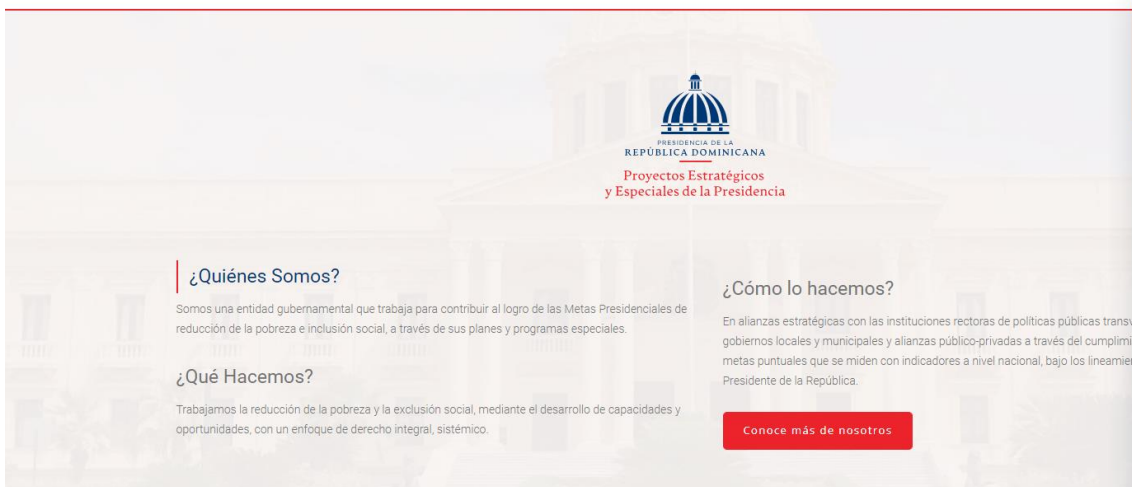 PRESIDENCIA DE LA
REPÚBLICA DOMINICANA
Proyectos Estratégicos
y Especiales de la Presidencia
¿Quiénes Somos?
Somos una entidad gubernamental que trabaja para contribuir al logro de las Metas Presidenciales de
reducción de la pobreza e inclusión social, a través de sus planes y programas especiales.
¿Qué Hacemos?
Trabajamos la reducción de la pobreza y la exclusión social, mediante el desarrollo de capacidades y
oportunidades, con un enfoque de derecho integral, sistémico.
¿Cómo lo hacemos?
En alianzas estratégicas con las instituciones rectoras de políticas públicas
gobiernos locales y municipales y alianzas público-privadas a través del
metas puntuales que se miden con indicadores a nivel nacional, bajo los
Presidente de la República.
Conoce más de nosotros